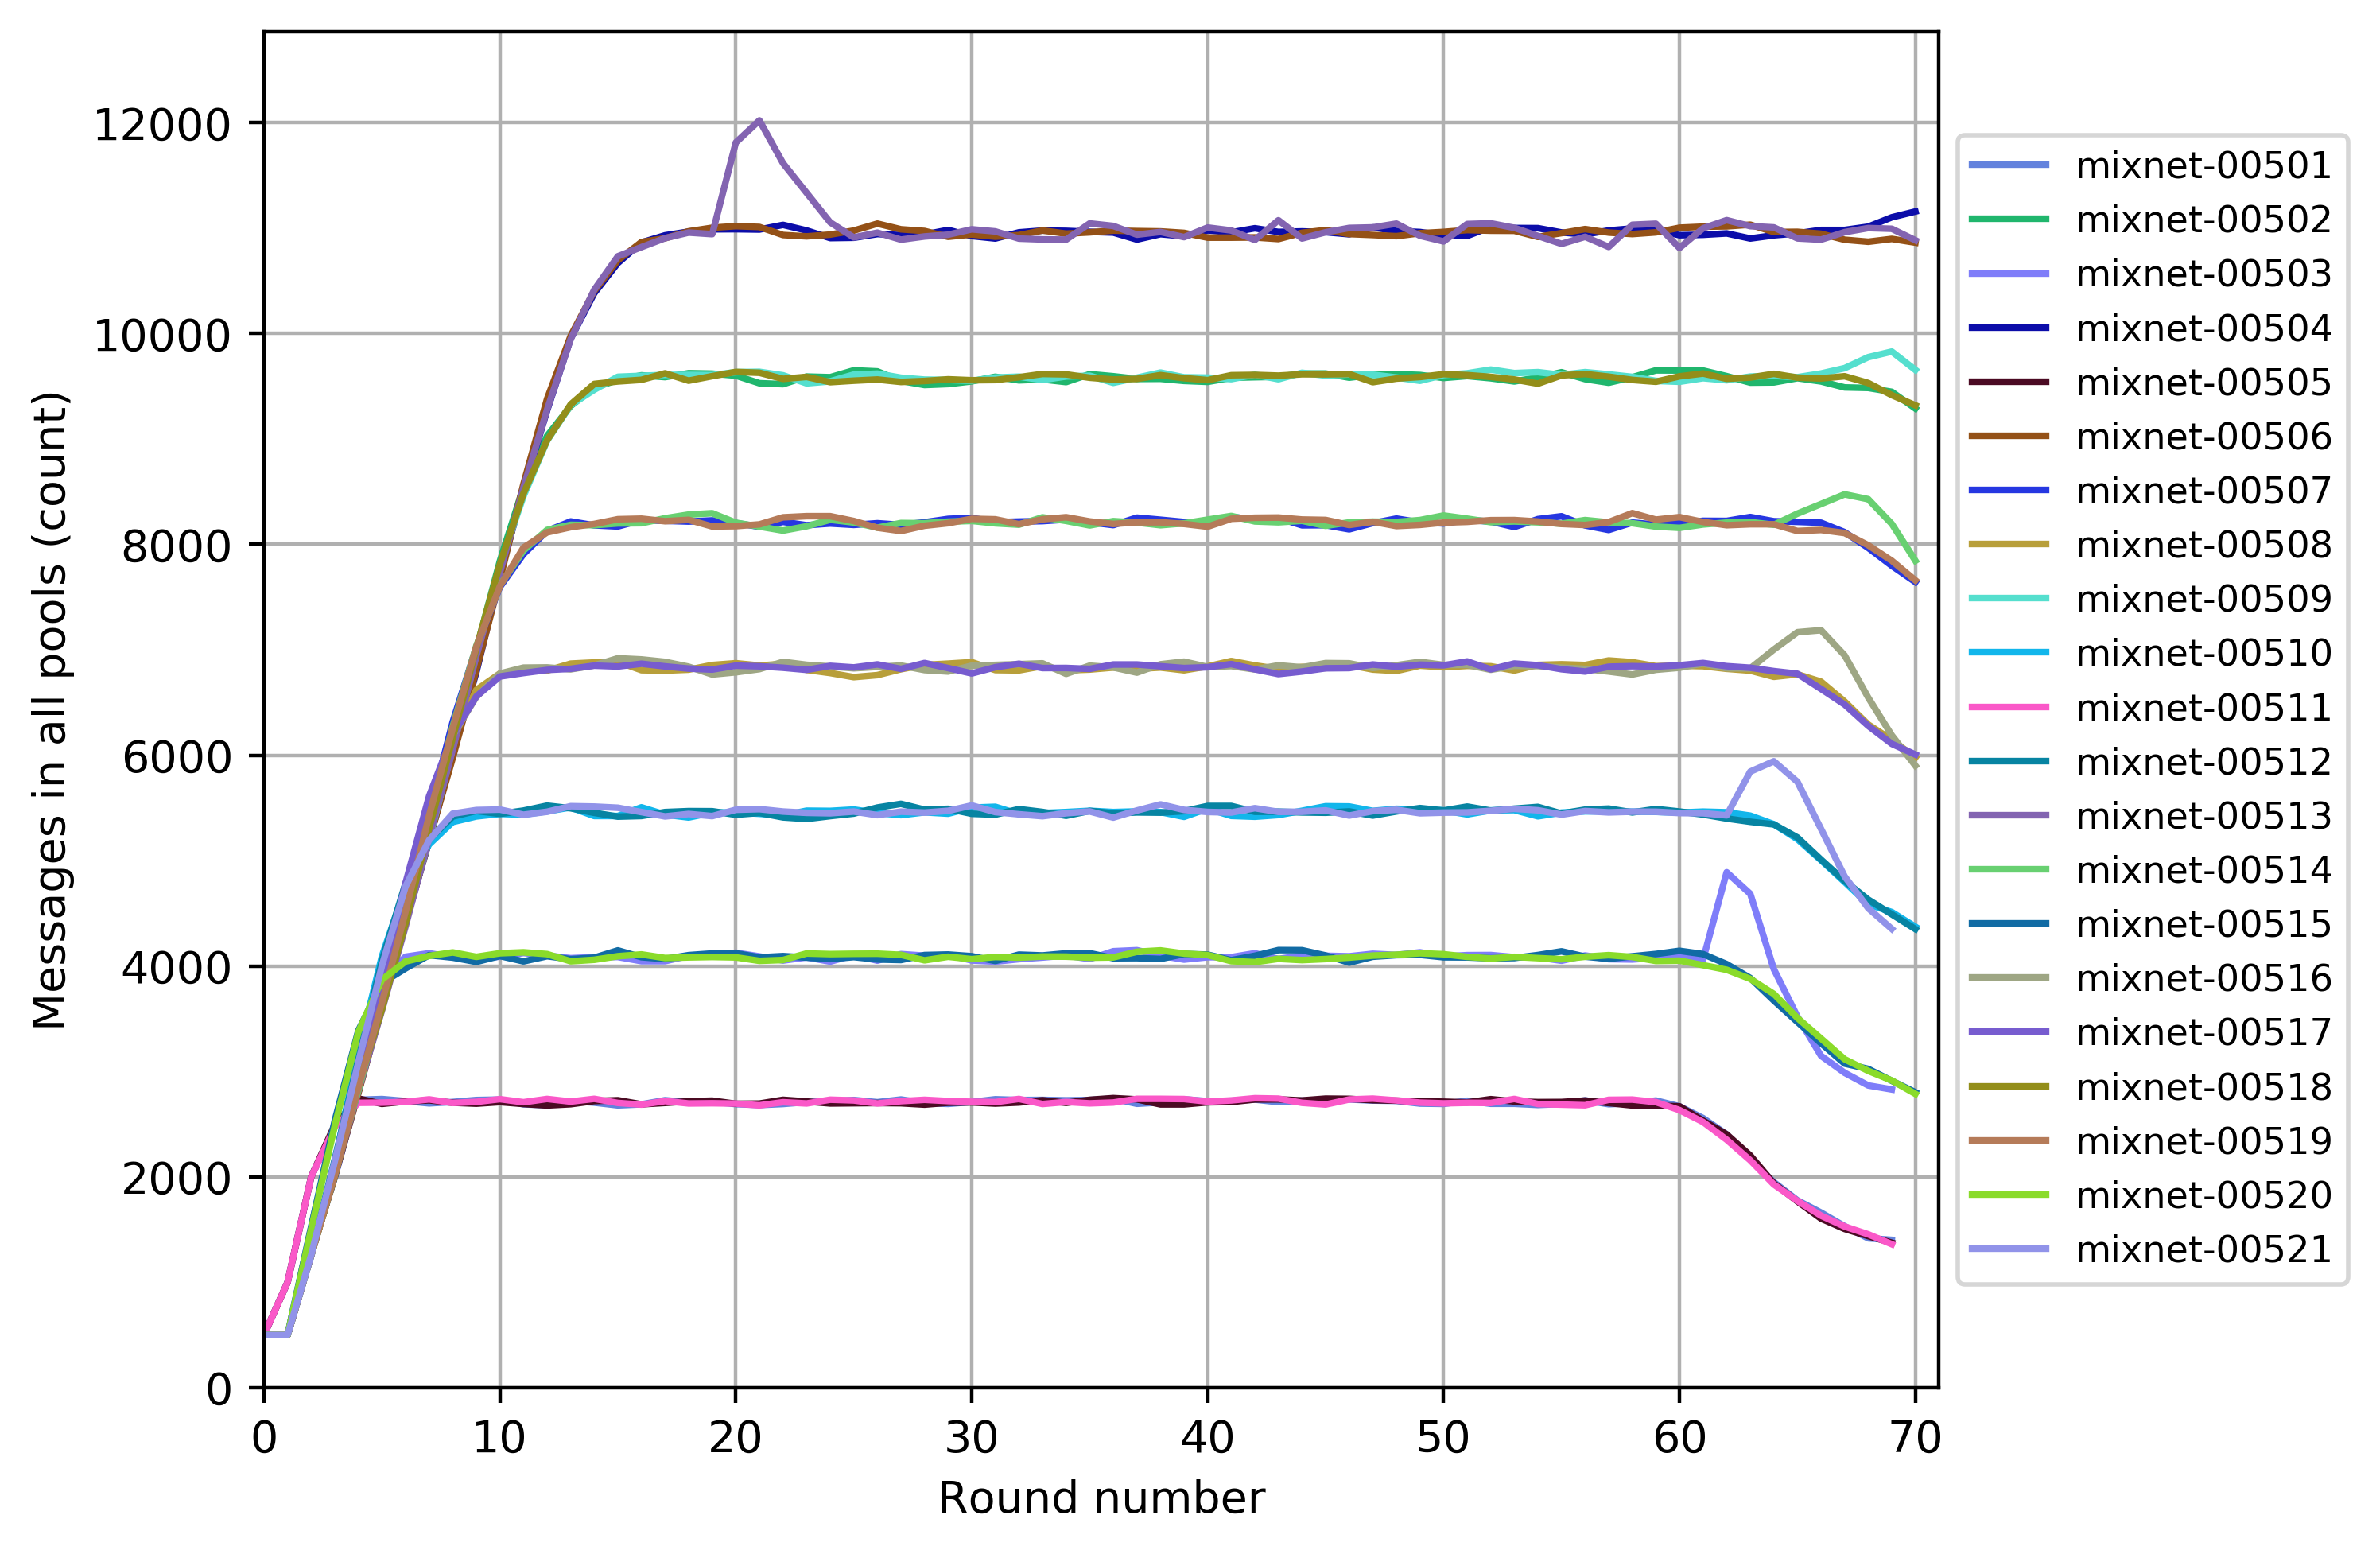 Messages in all pools (count)
12000
10000
8000
6000
4000
2000
0
0 10 20 30 40 50 60 70
Round number
mixnet-00501
mixnet-00502
mixnet-00503
mixnet-00504
mixnet-00505
mixnet-00506
mixnet-00507
mixnet-00508
mixnet-00509
mixnet-00510
mixnet-00511
mixnet-00512
mixnet-00513
mixnet-00514
mixnet-00515
mixnet-00516
mixnet-00517
mixnet-00518
mixnet-00519
mixnet-00520
mixnet-00521